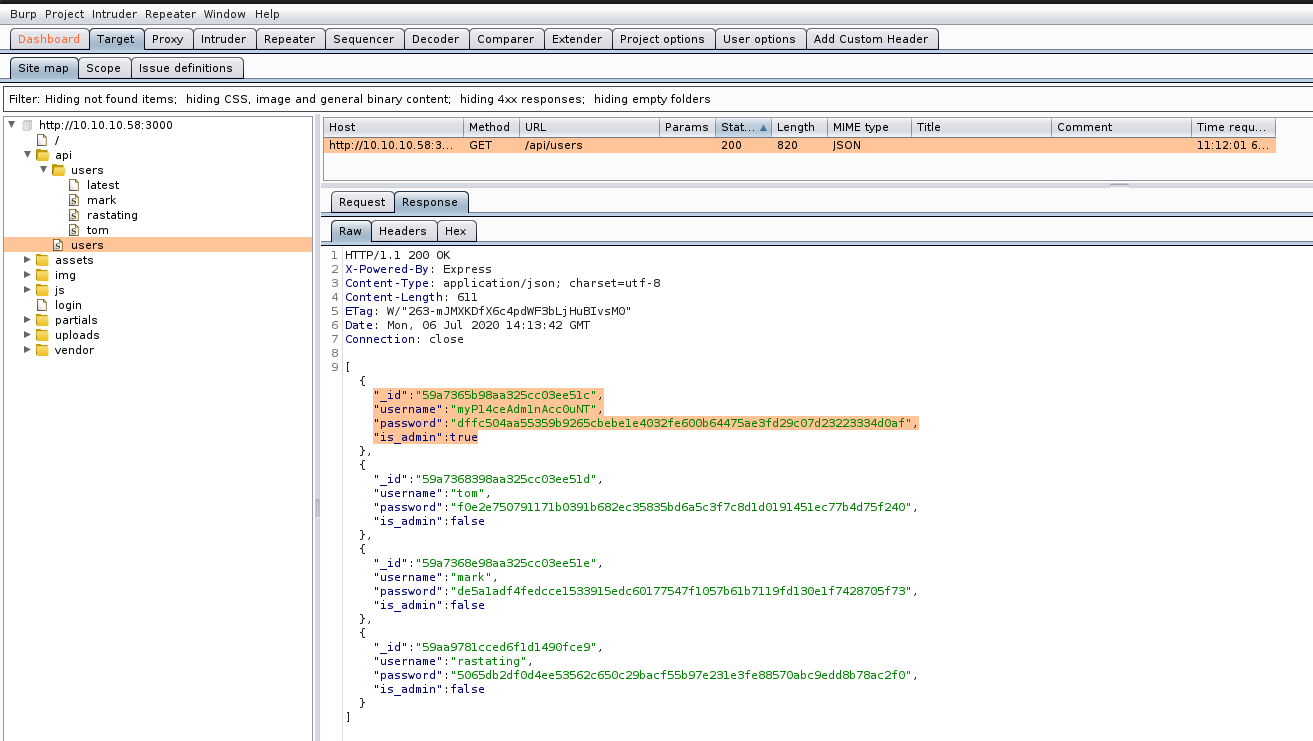 Burp Project Intruder Repeater Window Help
Dashboard Target Proxy Intruder Repeater Sequencer Decoder Comparer Extender Project options User options Add Custom Header
Site map Scope Issue definitions
Filter: Hiding not found items; hiding CSS, image and general binary content; hiding 4xx responses; hiding empty folders
http://10.10.10.58:3000
/
api
users
latest
mark
rastating
tom
users
assets
img
js
login
partials
uploads
vendor
Host Method URL Params Stat... Length MIME type Title Comment Time requ...
http://10.10.10.58:3... GET /api/users 200 820 JSON 11:12:01 6...
Request Response
Raw Headers Hex
1 HTTP/1.1 200 OK
2 X-Powered-By: Express
3 Content-Type: application/json; charset=utf-8
4 Content-Length: 611
5 ETag: W/"263-mJMXKDfX6c4pdWF3bLjHuBIvsM0"
6 Date: Mon, 06 Jul 2020 14:13:42 GMT
7 Connection: close
8
9 [
{
"_id":"59a7365b98aa325cc03ee51c",
"username":"myP14ceAdm1nAcc0uNT",
"password":"dffc504aa55359b9265cbebe1e4032fe600b64475ae3fd29c07d23223334d0af",
"is_admin":true
},
{
"_id":"59a7368398aa325cc03ee51d",
"username":"tom",
"password":"f0e2e750791171b0391b682ec35835bd6a5c3f7c8d1d0191451ec77b4d75f240",
"is_admin":false
},
{
"_id":"59a7368e98aa325cc03ee51e",
"username":"mark",
"password":"de5a1adf4fedcce1533915edc60177547f1057b61b7119fd130e1f7428705f73",
"is_admin":false
},
{
"_id":"59aa9781cced6f1d1490fce9",
"username":"rastating",
"password":"5065db2df0d4ee53562c650c29bacf55b97e231e3fe88570abc9edd8b78ac2f0",
"is_admin":false
}
]